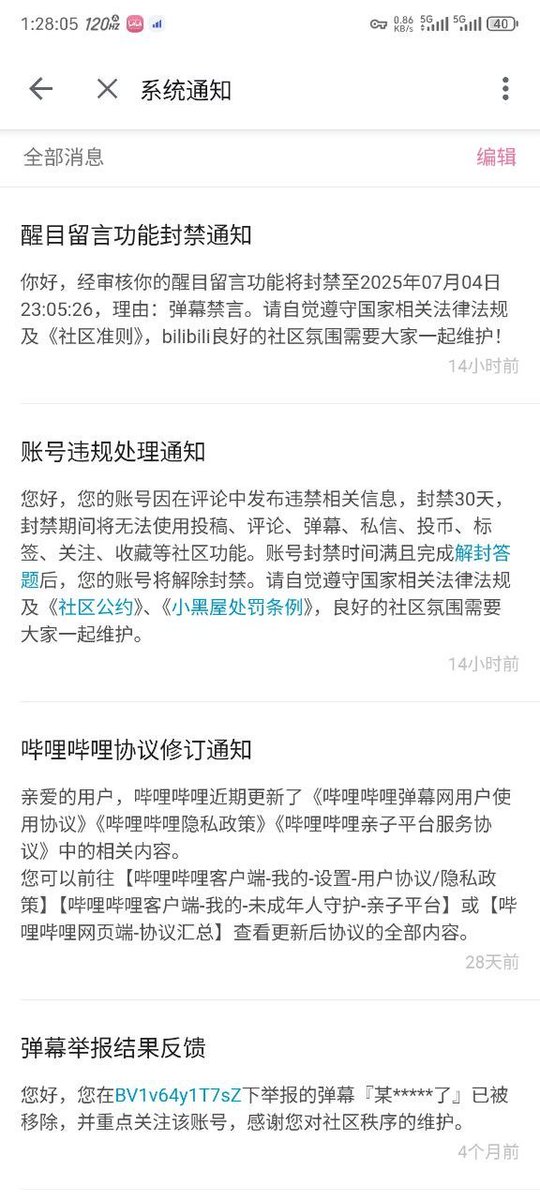 1:28:05 120HZ 0.86 KB/s 5G 5G 40
系统通知
全部消息 编辑
醒目留言功能封禁通知
你好，经审核你的醒目留言功能将封禁至2025年07月04日
23:05:26，理由：弹幕禁言。请自觉遵守国家相关法律法规
及《社区准则》，bilibili良好的社区氛围需要大家一起维护！
14小时前
账号违规处理通知
您好，您的账号因在评论中发布违禁相关信息，封禁30天，
封禁期间将无法使用投稿、评论、弹幕、私信、投币、标
签、关注、收藏等社区功能。账号封禁时间满且完成解封答
题后，您的账号将解除封禁。请自觉遵守国家相关法律法规
及《社区公约》、《小黑屋处罚条例》，良好的社区氛围需要
大家一起维护。
14小时前
哔哩哔哩协议修订通知
亲爱的用户，哔哩哔哩近期更新了《哔哩哔哩弹幕网用户使
用协议》《哔哩哔哩隐私政策》《哔哩哔哩亲子平台服务协
议》中的相关内容。
您可以前往【哔哩哔哩客户端-我的-设置-用户协议/隐私政
策】【哔哩哔哩客户端-我的-未成年人守护-亲子平台】或【哔
哩哔哩网页端-协议汇总】查看更新后协议的全部内容。
28天前
弹幕举报结果反馈
您好，您在BV1v64y1T7sZ下举报的弹幕『某*****了』已被
移除，并重点关注该账号，感谢您对社区秩序的维护。
4个月前